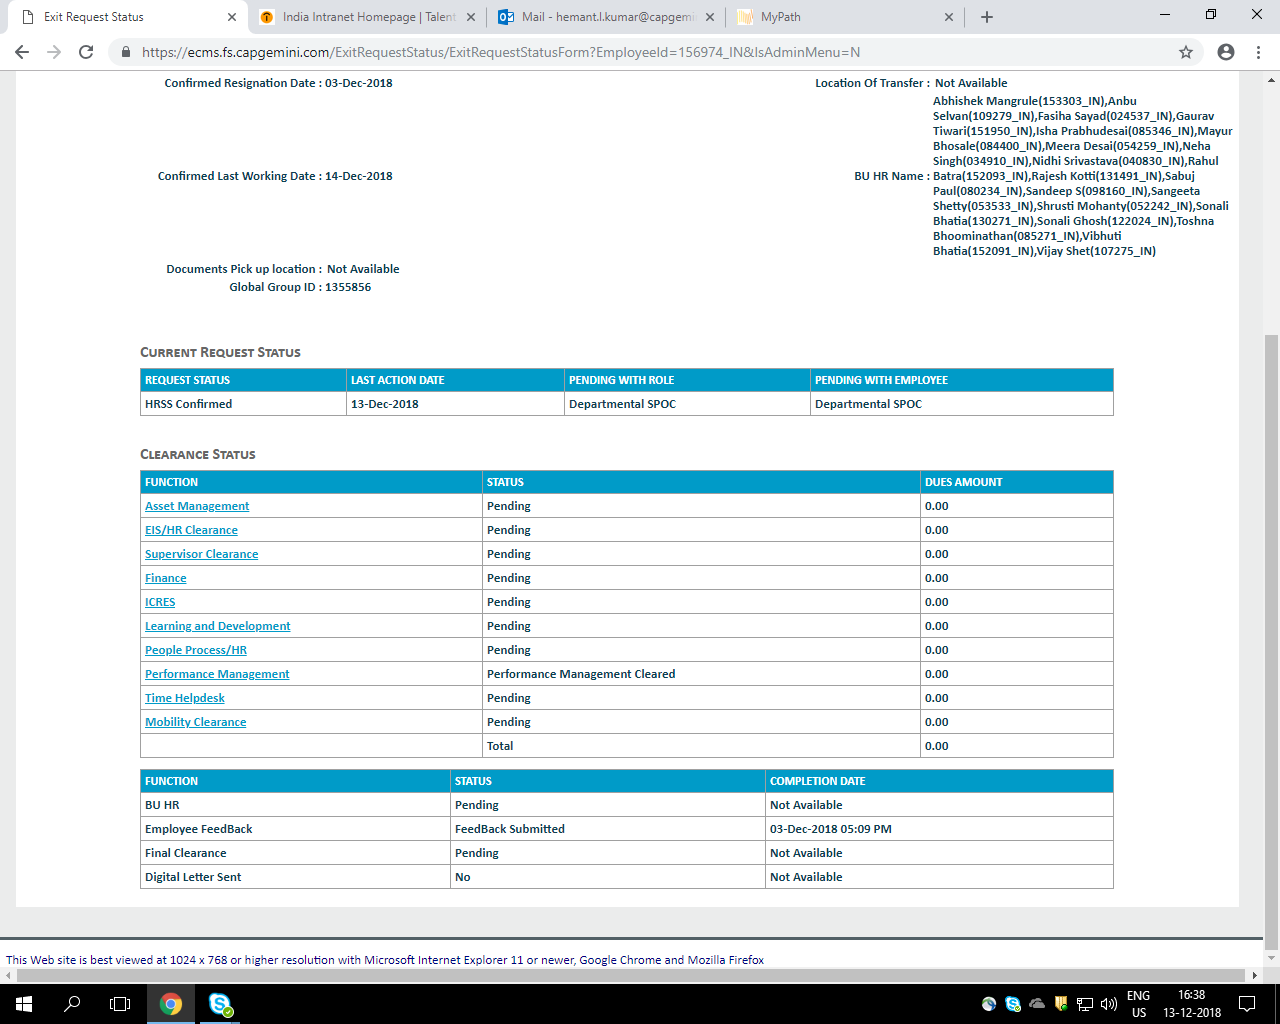 Exit Request Status
India Intranet Homepage | Talent
Mail - hemant.l.kumar@capgemini
MyPath
https://ecms.fs.capgemini.com/ExitRequestStatus/ExitRequestStatusForm?EmployeeId=156974_IN&IsAdminMenu=N
Confirmed Resignation Date : 03-Dec-2018
Location Of Transfer : Not Available
Confirmed Last Working Date : 14-Dec-2018
BU HR Name :
Abhishek Mangrule(153303_IN),Anbu
Selvan(109279_IN),Fasiha Sayad(024537_IN),Gaurav
Tiwari(151950_IN),Isha Prabhudesai(085346_IN),Mayur
Bhosale(084400_IN),Meera Desai(054259_IN),Neha
Singh(034910_IN),Nidhi Srivastava(040830_IN),Rahul
Batra(152093_IN),Rajesh Kotti(131491_IN),Sabuj
Paul(080234_IN),Sandeep S(098160_IN),Sangeeta
Shetty(053533_IN),Shrusti Mohanty(052242_IN),Sonali
Bhatia(130271_IN),Sonali Ghosh(122024_IN),Toshna
Bhoominathan(085271_IN),Vibhuti
Bhatia(152091_IN),Vijay Shet(107275_IN)
Documents Pick up location : Not Available
Global Group ID : 1355856
CURRENT REQUEST STATUS
REQUEST STATUS LAST ACTION DATE PENDING WITH ROLE PENDING WITH EMPLOYEE
HRSS Confirmed 13-Dec-2018 Departmental SPOC Departmental SPOC
CLEARANCE STATUS
FUNCTION STATUS DUES AMOUNT
Asset Management Pending 0.00
EIS/HR Clearance Pending 0.00
Supervisor Clearance Pending 0.00
Finance Pending 0.00
ICRES Pending 0.00
Learning and Development Pending 0.00
People Process/HR Pending 0.00
Performance Management Performance Management Cleared 0.00
Time Helpdesk Pending 0.00
Mobility Clearance Pending 0.00
Total 0.00
FUNCTION STATUS COMPLETION DATE
BU HR Pending Not Available
Employee FeedBack FeedBack Submitted 03-Dec-2018 05:09 PM
Final Clearance Pending Not Available
Digital Letter Sent No Not Available
This Web site is best viewed at 1024 x 768 or higher resolution with Microsoft Internet Explorer 11 or newer, Google Chrome and Mozilla Firefox
ENG
US
16:38
13-12-2018